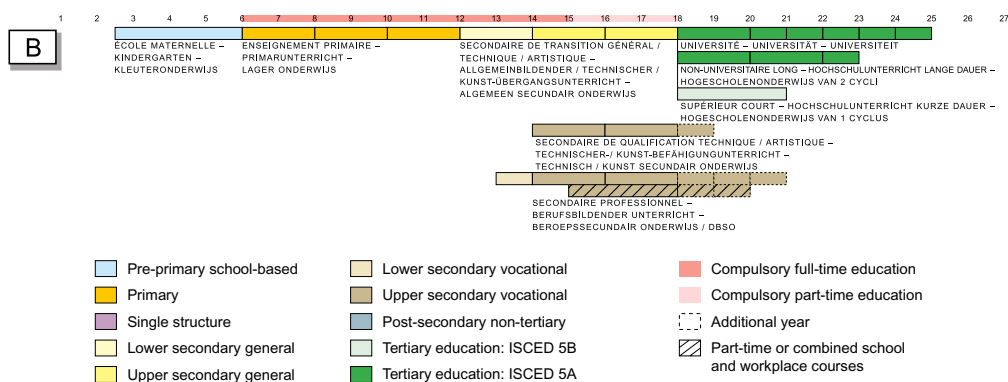 1 2 3 4 5 6 7 8 9 10 11 12 13 14 15 16 17 18 19 20 21 22 23 24 25 26 27
B
ÉCOLE MATERNELLE –
KINDERGARTEN –
KLEUTERONDERWIJS
ENSEIGNEMENT PRIMAIRE –
PRIMARUNTERRICHT –
LAGER ONDERWIJS
SECONDAIRE DE TRANSITION GÉNÉRAL /
TECHNIQUE / ARTISTIQUE –
ALLGEMEINBILDENDER / TECHNISCHER /
KUNST-ÜBERGANGSUNTERRICHT –
ALGEMEEN SECUNDAIR ONDERWIJS
UNIVERSITÉ – UNIVERSITÄT – UNIVERSITEIT
NON-UNIVERSITAIRE LONG – HOCHSCHULUNTERRICHT LANGE DAUER –
HOGESCHOLENONDERWIJS VAN 2 CYCLI
SUPÉRIEUR COURT – HOCHSCHULUNTERRICHT KURZE DAUER –
HOGESCHOLENONDERWIJS VAN 1 CYCLUS
SECONDAIRE DE QUALIFICATION TECHNIQUE / ARTISTIQUE –
TECHNISCHER-/ KUNST-BEFÄHIGUNGUNTERRICHT –
TECHNISCH / KUNST SECUNDAIR ONDERWIJS
SECONDAIRE PROFESSIONNEL –
BERUFSBILDENDER UNTERRICHT –
BEROEPSSECUNDAIR ONDERWIJS / DBSO
Pre-primary school-based
Primary
Single structure
Lower secondary general
Upper secondary general
Lower secondary vocational
Upper secondary vocational
Post-secondary non-tertiary
Tertiary education: ISCED 5B
Tertiary education: ISCED 5A
Compulsory full-time education
Compulsory part-time education
Additional year
Part-time or combined school
and workplace courses